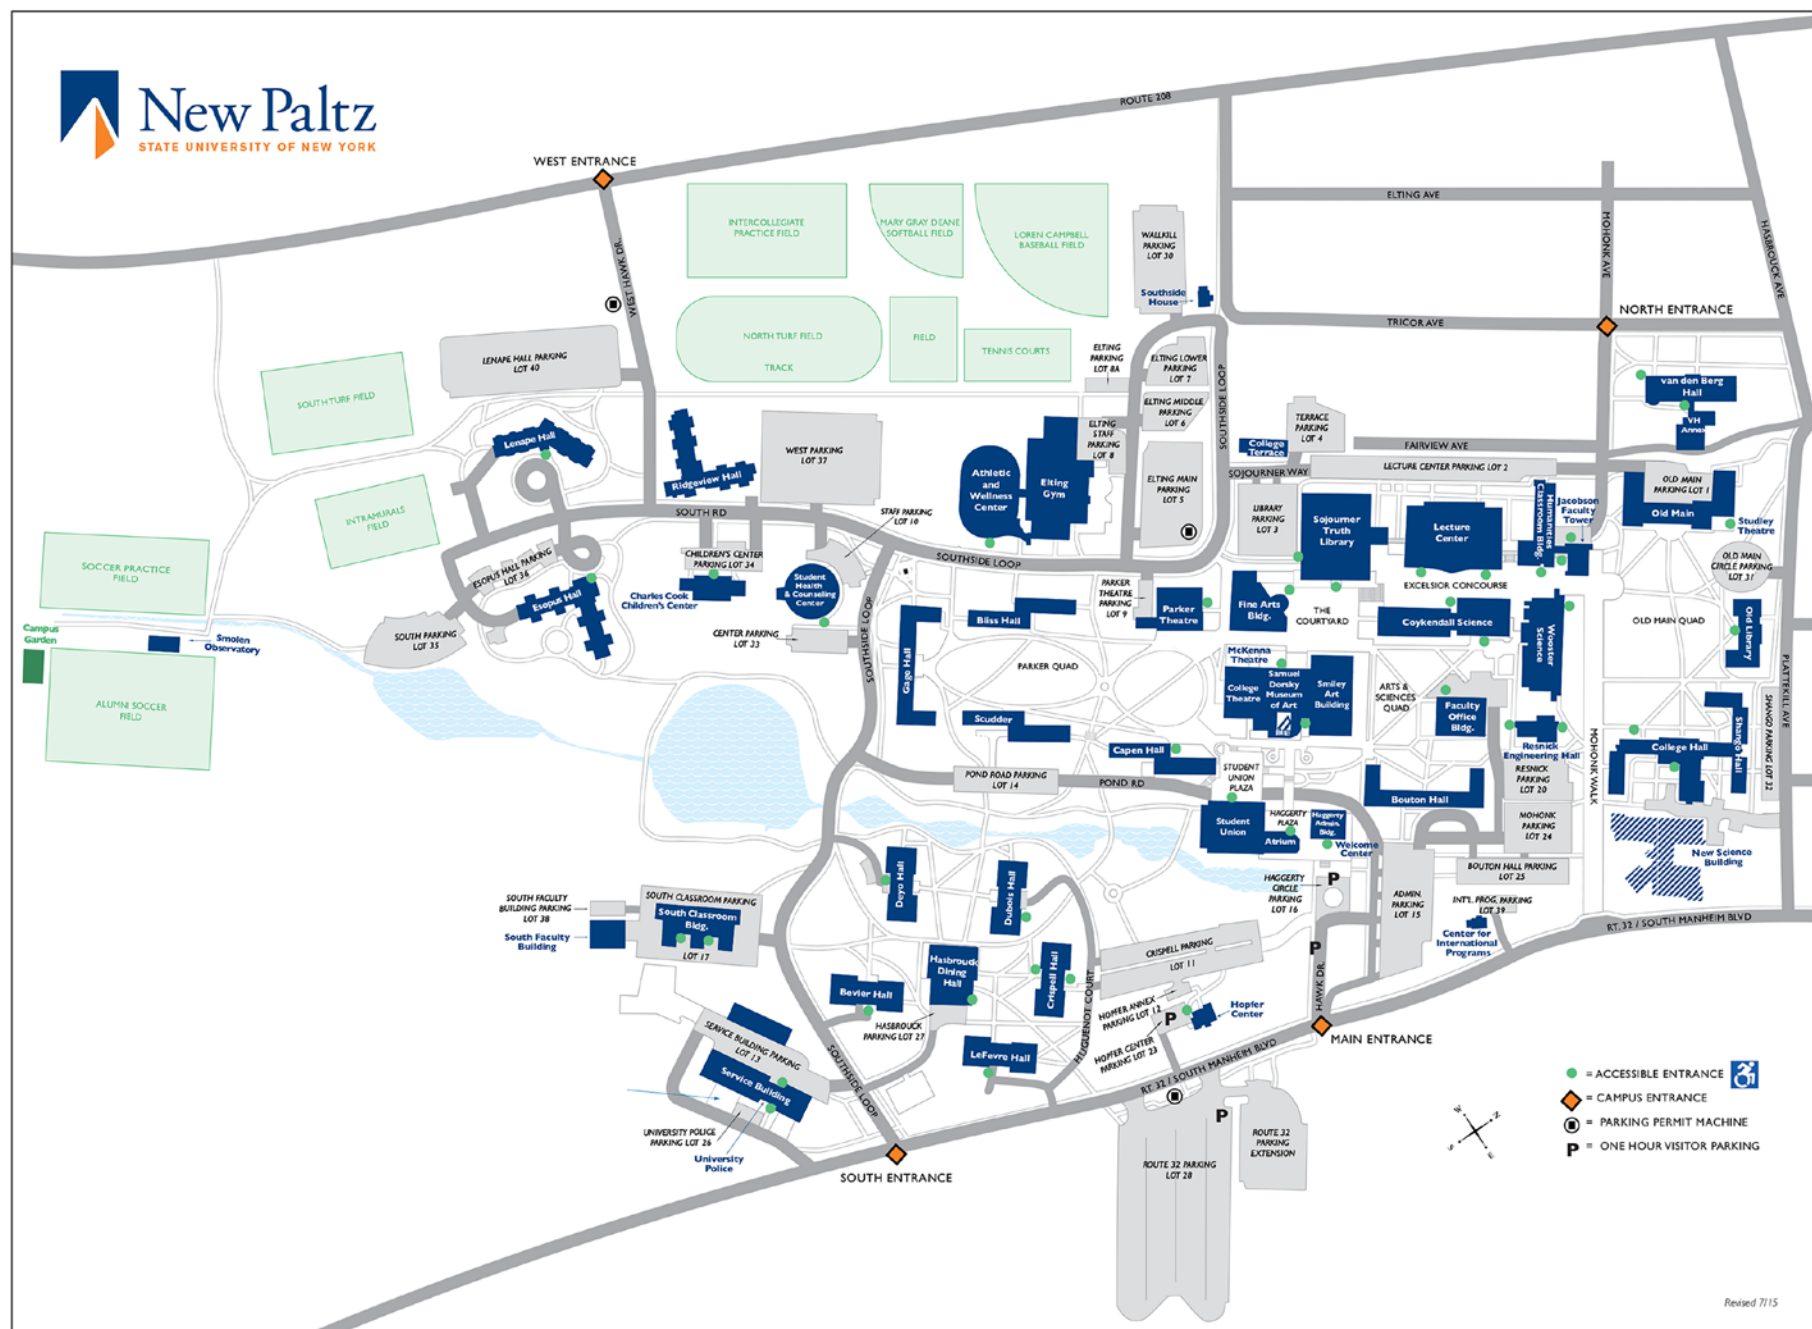 New Paltz
STATE UNIVERSITY OF NEW YORK
ROUTE 208
WEST ENTRANCE
WEST HAWK DR.
INTERCOLLEGIATE
PRACTICE FIELD
MARY GRAY DEANE
SOFTBALL FIELD
LOREN CAMPBELL
BASEBALL FIELD
WALLKILL
PARKING
LOT 30
Southside
House
ELTING AVE
MOHONK AVE
HASBROUCK AVE
TRICOR AVE
NORTH ENTRANCE
NORTH TURF FIELD
TRACK
FIELD
TENNIS COURTS
ELTING
PARKING
LOT 8A
ELTING LOWER
PARKING
LOT 7
ELTING MIDDLE
PARKING
LOT 6
SOUTHSIDE LOOP
LENAPE HALL PARKING
LOT 40
SOUTH TURF FIELD
van den Berg
Hall
VH
Annex
Lenape Hall
Ridgeview Hall
WEST PARKING
LOT 37
Athletic
and
Wellness
Center
Elting
Gym
ELTING
STAFF
PARKING
LOT 8
ELTING MAIN
PARKING
LOT 5
TERRACE
PARKING
LOT 4
College
Terrace
FAIRVIEW AVE
SOJOURNER WAY
LECTURE CENTER PARKING LOT 2
OLD MAIN
PARKING LOT 1
Old Main
Studley
Theatre
INTRAMURALS
FIELD
SOUTH RD
STAFF PARKING
LOT 10
LIBRARY
PARKING
LOT 3
Sojourner
Truth
Library
Lecture
Center
Humanities
Classroom Bldg.
Jacobson
Faculty
Tower
SOCCER PRACTICE
FIELD
ESOPUS HALL PARKING
LOT 36
Esopus Hall
CHILDREN'S CENTER
PARKING LOT 34
Charles Cook
Children's Center
Student
Health
& Counseling
Center
SOUTHSIDE LOOP
EXCELSIOR CONCOURSE
OLD MAIN
CIRCLE PARKING
LOT 31
Campus
Garden
Smolen
Observatory
SOUTH PARKING
LOT 35
CENTER PARKING
LOT 33
SOUTHSIDE LOOP
Bliss Hall
PARKER
THEATRE
PARKING
LOT 9
Parker
Theatre
Fine Arts
Bldg.
THE
COURTYARD
Coykendall Science
Wooster
Science
OLD MAIN QUAD
Old Library
ALUMNI SOCCER
FIELD
Gage Hall
PARKER QUAD
McKenna
Theatre
College
Theatre
Samuel
Dorsky
Museum
of Art
Smiley
Art
Building
ARTS &
SCIENCES
QUAD
Faculty
Office
Bldg.
PLATTEKILL AVE
Scudder
Capen Hall
Resnick
Engineering Hall
RESNICK
PARKING
LOT 20
MOHONK WALK
College Hall
Shango Hall
SHANGO PARKING LOT 32
POND ROAD PARKING
LOT 14
POND RD
STUDENT
UNION
PLAZA
Bouton Hall
MOHONK
PARKING
LOT 24
Student
Union
Atrium
HAGGERTY
PLAZA
Haggerty
Admin.
Bldg.
Welcome
Center
New Science
Building
BOUTON HALL PARKING
LOT 25
Deyo Hall
Dubois Hall
HAGGERTY
CIRCLE
PARKING
LOT 16
P
ADMIN.
PARKING
LOT 15
INT'L. PROG. PARKING
LOT 39
Center for
International
Programs
RT. 32 / SOUTH MANHEIM BLVD
SOUTH FACULTY
BUILDING PARKING
LOT 38
South Faculty
Building
SOUTH CLASSROOM PARKING
South Classroom
Bldg.
LOT 17
Hasbrouck
Dining
Hall
Crispell Hall
CRISPELL PARKING
LOT 11
P
HAWK DR.
Bevier Hall
HASBROUCK
PARKING LOT 27
HUGUENOT COURT
HOPFER ANNEX
PARKING LOT 12
P
Hopfer
Center
HOPFER CENTER
PARKING LOT 23
MAIN ENTRANCE
SERVICE BUILDING PARKING
LOT 13
Service Building
SOUTHSIDE LOOP
LeFevre Hall
RT. 32 / SOUTH MANHEIM BLVD
UNIVERSITY POLICE
PARKING LOT 26
University
Police
SOUTH ENTRANCE
P
ROUTE 32 PARKING
LOT 28
ROUTE 32
PARKING
EXTENSION
W
N
S
E
= ACCESSIBLE ENTRANCE
= CAMPUS ENTRANCE
= PARKING PERMIT MACHINE
P = ONE HOUR VISITOR PARKING
Revised 7/15